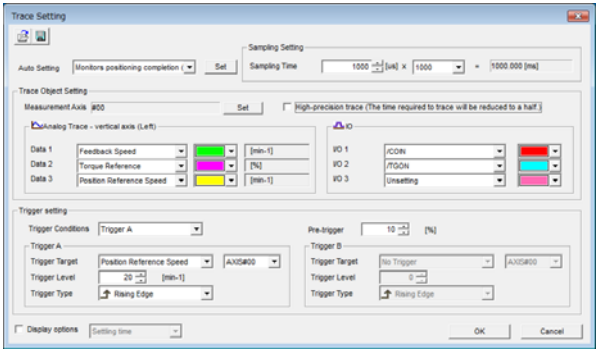 Trace Setting
Auto Setting Monitors positioning completion ( Set
Sampling Setting
Sampling Time 1000 [us] X 1000 = 1000.000 [ms]
Trace Object Setting
Measurement Axis #00 Set High-precision trace (The time required to trace will be reduced to a half.)
Analog Trace - vertical axis (Left)
Data 1 Feedback Speed [min-1]
Data 2 Torque Reference [%]
Data 3 Position Reference Speed [min-1]
I/O
I/O 1 /COIN
I/O 2 /TGON
I/O 3 Unsetting
Trigger setting
Trigger Conditions Trigger A Pre-trigger 10 [%]
Trigger A
Trigger Target Position Reference Speed AXIS#00
Trigger Level 20 [min-1]
Trigger Type Rising Edge
Trigger B
Trigger Target No Trigger AXIS#00
Trigger Level 0
Trigger Type Rising Edge
Display options Settling time OK Cancel